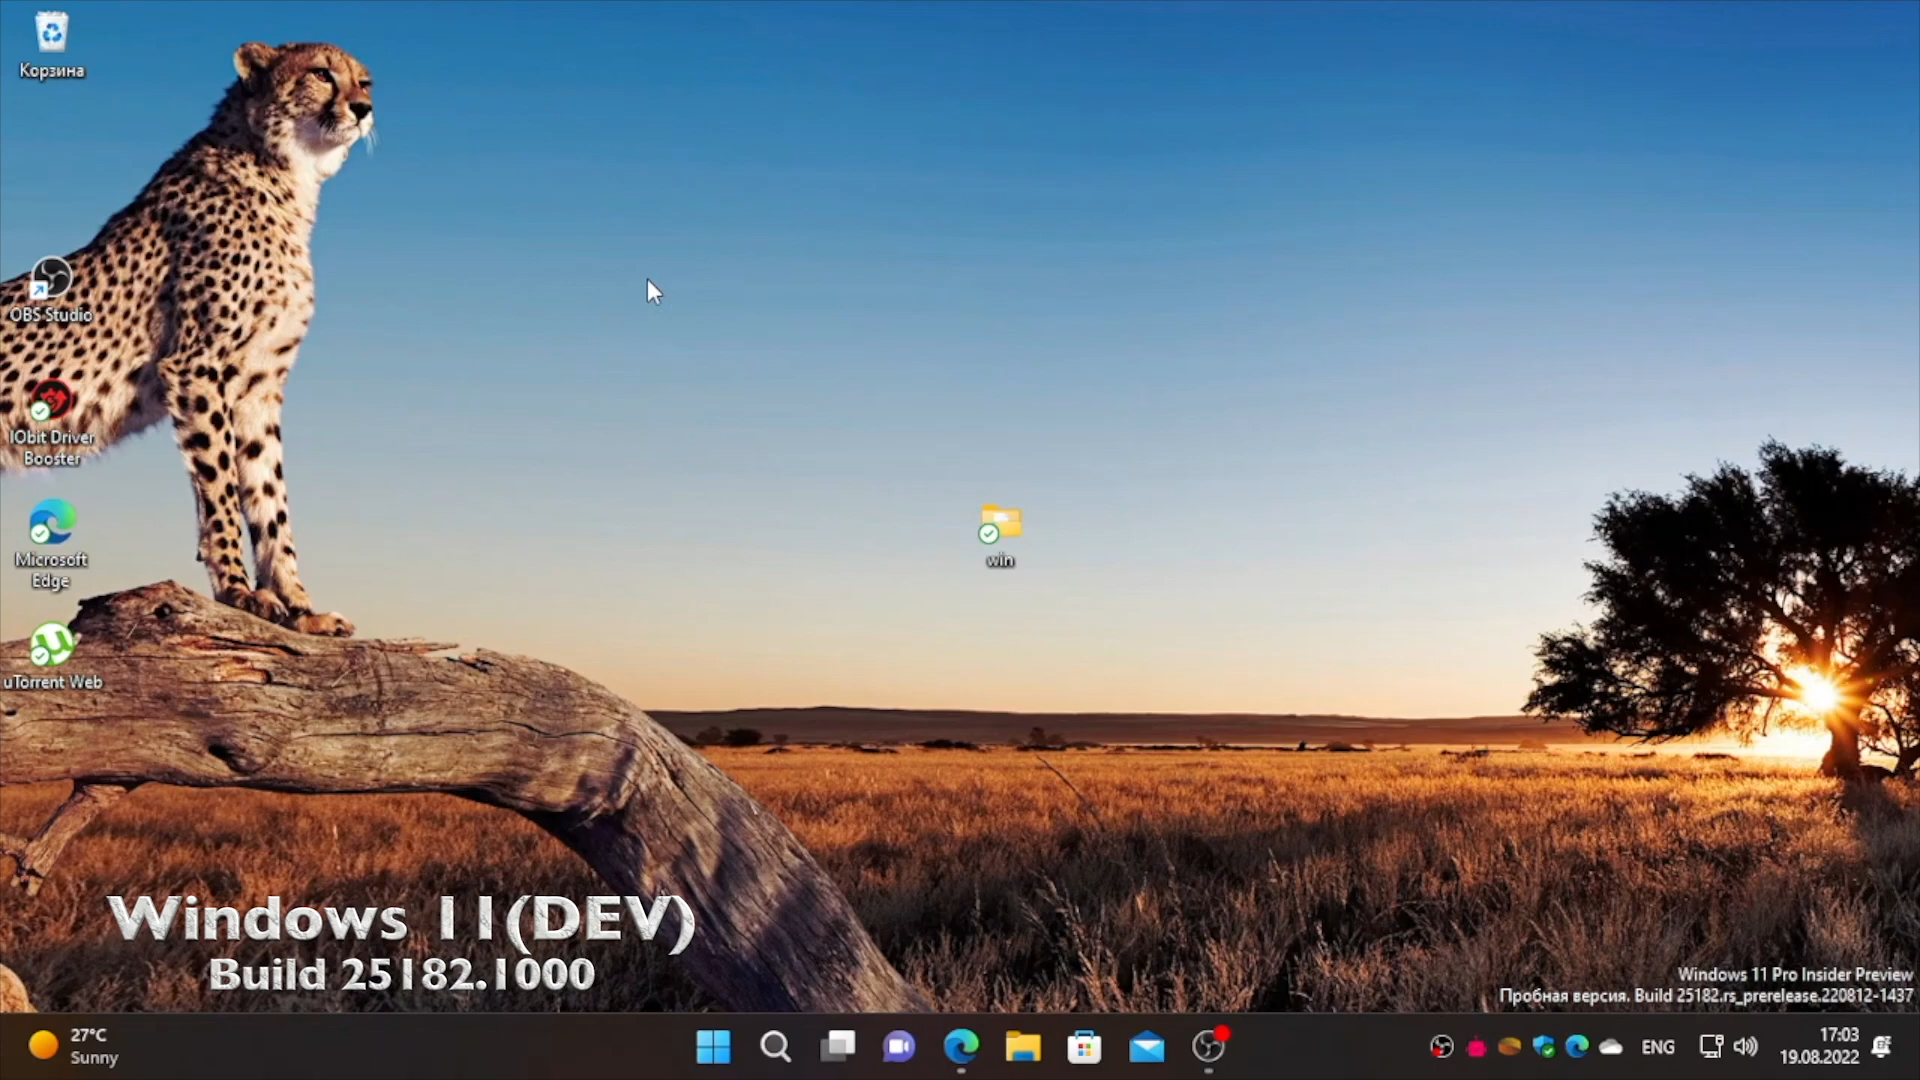 Корзина
OBS Studio
IObit Driver
Booster
Microsoft
Edge
uTorrent Web
win
Windows 11(DEV)
Build 25182.1000
Windows 11 Pro Insider Preview
Пробная версия. Build 25182.rs_prerelease.220812-1437
27°C
Sunny
ENG
17:03
19.08.2022